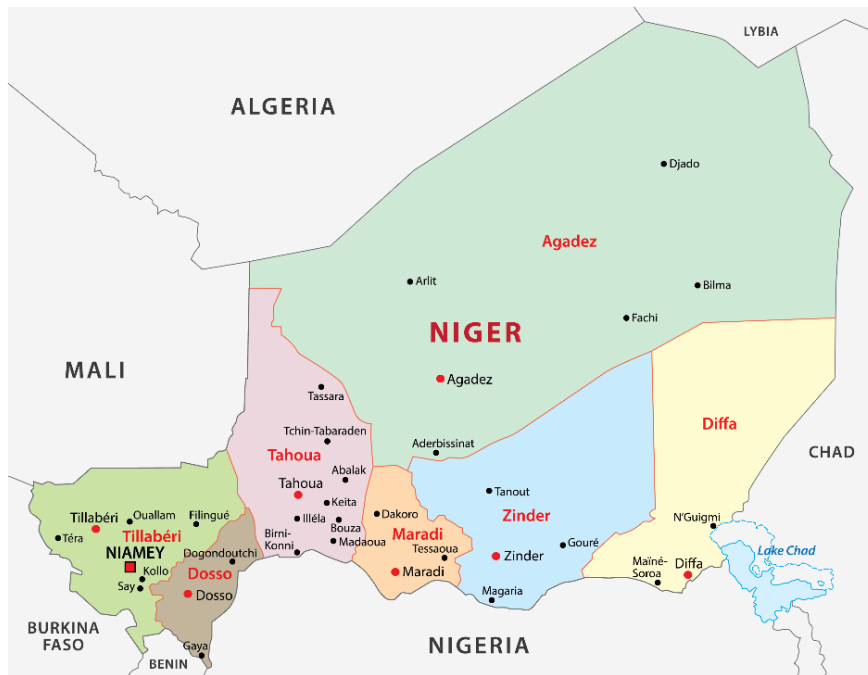 LYBIA
ALGERIA
Djado
Agadez
Arlit
Bilma
Fachi
NIGER
MALI
Agadez
Tassara
Diffa
Tchin-Tabaraden
Aderbissinat
CHAD
Tahoua
Abalak
Tahoua
Tanout
Keita
Tillabéri
Ouallam
Filingué
Illéla
Dakoro
Zinder
N'Guigmi
Bouza
Tillabéri
Maradi
Téra
Birni-
Konni
Madaoua
Tessaoua
Gouré
Lake Chad
NIAMEY
Dogondoutchi
Zinder
Maïné-
Soroa
Diffa
Kollo
Dosso
Maradi
Say
Dosso
Magaria
BURKINA
FASO
NIGERIA
Gaya
BENIN